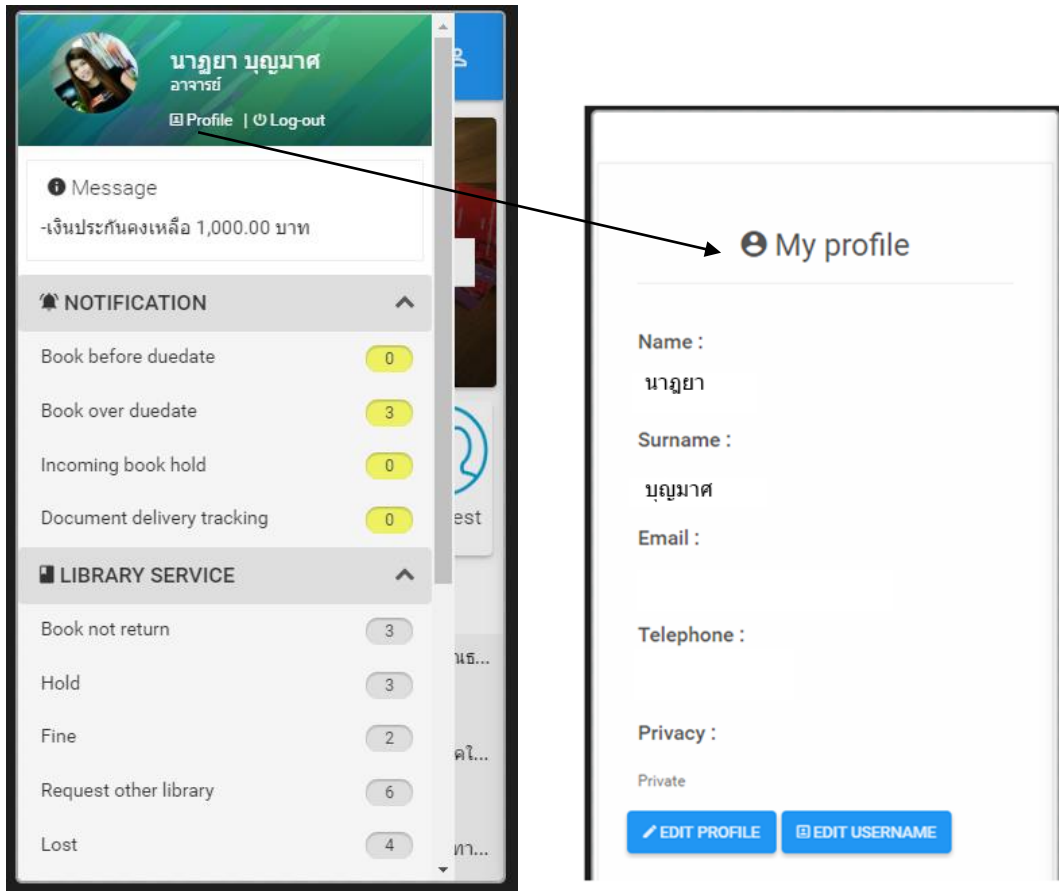 นาฏยา บุญมาศ
อาจารย์
Profile | Log-out
Message
-เงินประกันคงเหลือ 1,000.00 บาท
NOTIFICATION
Book before duedate 0
Book over duedate 3
Incoming book hold 0
Document delivery tracking 0
LIBRARY SERVICE
Book not return 3
Hold 3
Fine 2
Request other library 6
Lost 4
est
My profile
Name :
นาฏยา
Surname :
บุญมาศ
Email :
Telephone :
Privacy :
Private
EDIT PROFILE EDIT USERNAME